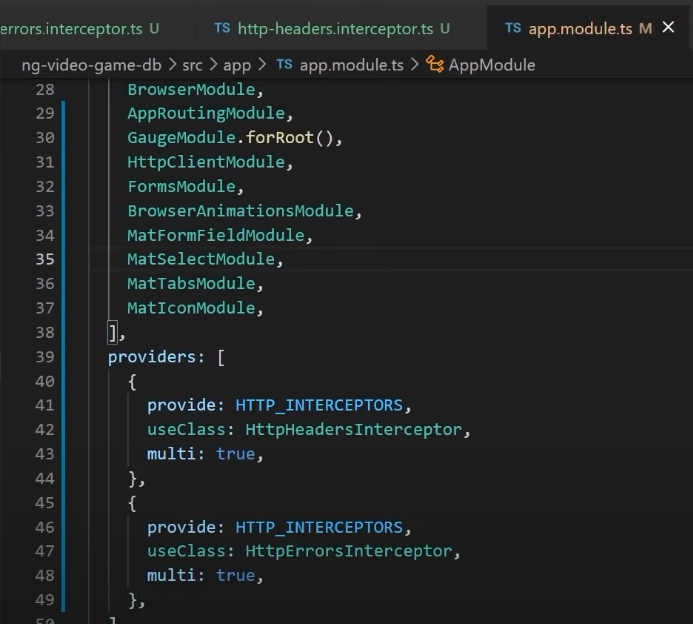 errors.interceptor.ts U TS http-headers.interceptor.ts U TS app.module.ts M ×
ng-video-game-db > src > app > TS app.module.ts > AppModule
28 BrowserModule,
29 AppRoutingModule,
30 GaugeModule.forRoot(),
31 HttpClientModule,
32 FormsModule,
33 BrowserAnimationsModule,
34 MatFormFieldModule,
35 MatSelectModule,
36 MatTabsModule,
37 MatIconModule,
38 ],
39 providers: [
40 {
41 provide: HTTP_INTERCEPTORS,
42 useClass: HttpHeadersInterceptor,
43 multi: true,
44 },
45 {
46 provide: HTTP_INTERCEPTORS,
47 useClass: HttpErrorsInterceptor,
48 multi: true,
49 },
50 ]